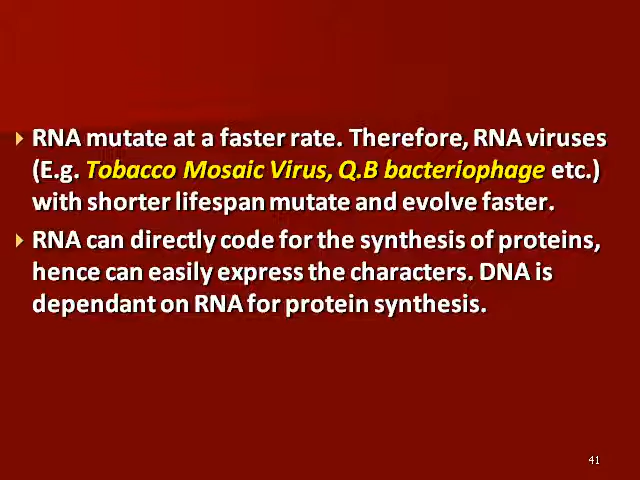 RNA mutate at a faster rate. Therefore, RNA viruses
(E.g. Tobacco Mosaic Virus, Q.B bacteriophage etc.)
with shorter lifespan mutate and evolve faster.
RNA can directly code for the synthesis of proteins,
hence can easily express the characters. DNA is
dependant on RNA for protein synthesis.
41